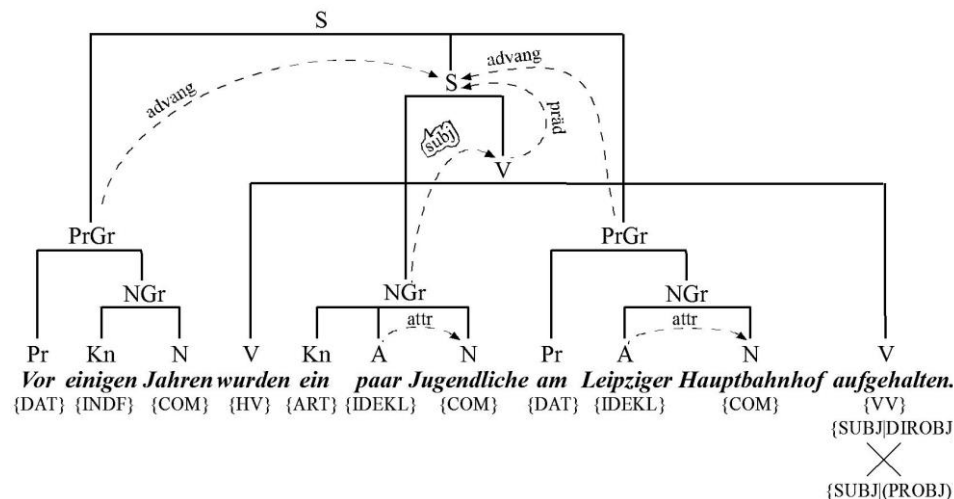 S
advang
advang
S
präd
subj
V
PrGr
PrGr
NGr
NGr
NGr
attr
attr
Pr Kn N V Kn A N Pr A N V
Vor einigen Jahren wurden ein paar Jugendliche am Leipziger Hauptbahnhof aufgehalten.
{DAT} {INDF} {COM} {HV} {ART} {IDEKL} {COM} {DAT} {IDEKL} {COM} {VV}
{SUBJ|DIROBJ
{SUBJ|(PROBJ)